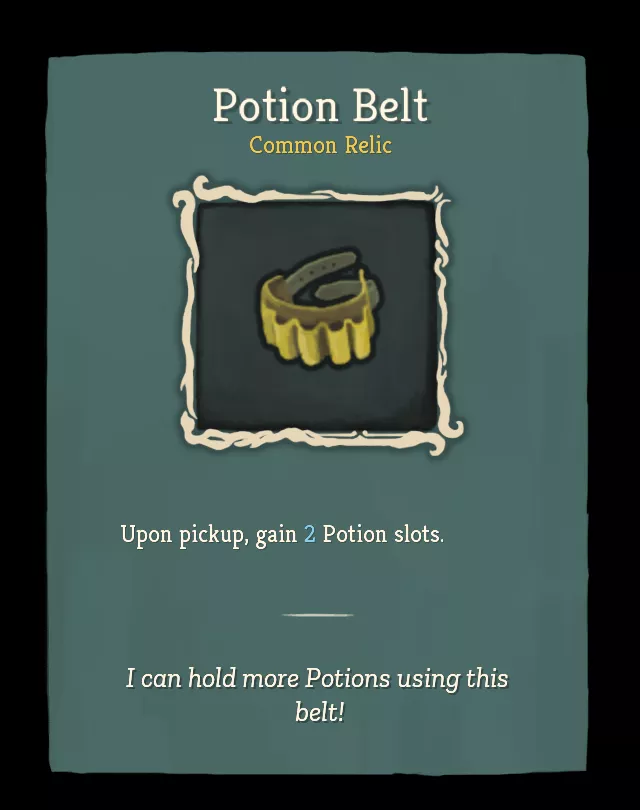 Potion Belt
Common Relic
Upon pickup, gain 2 Potion slots.
I can hold more Potions using this
belt!